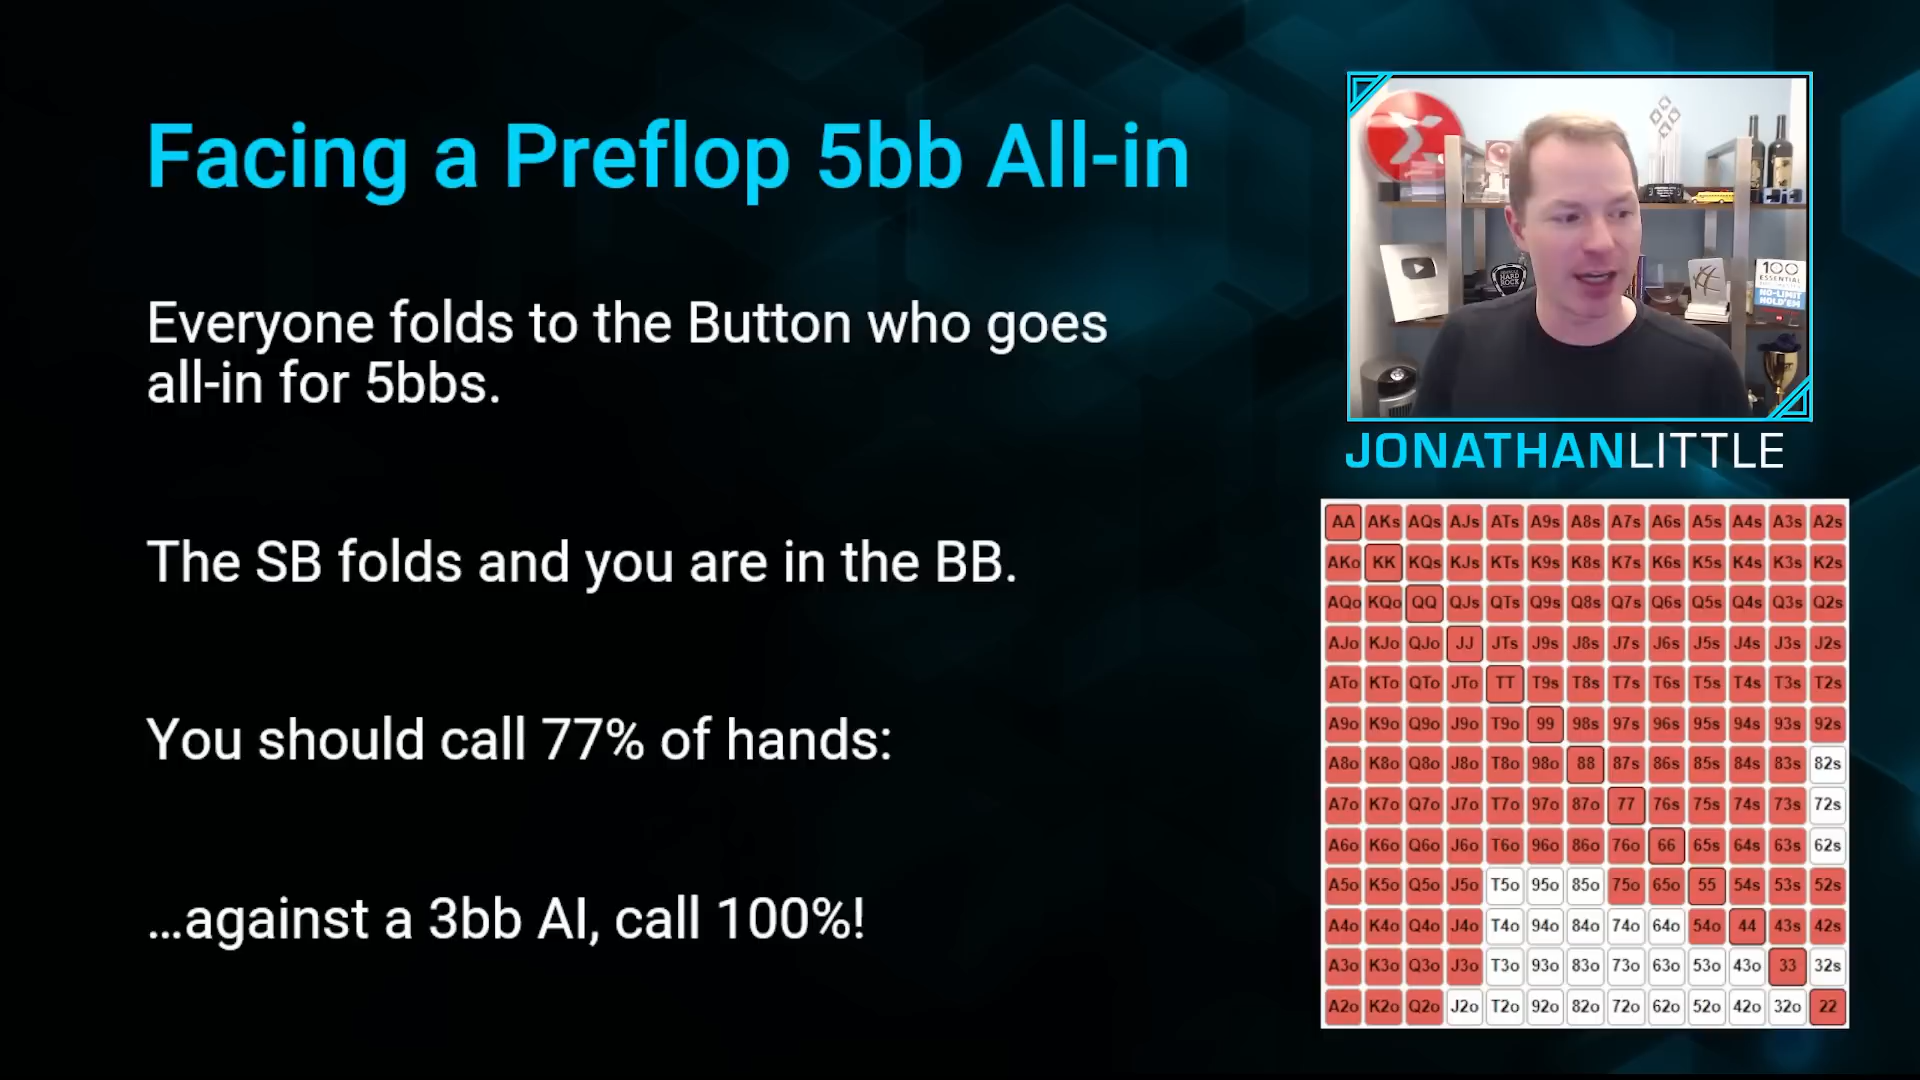 Facing a Preflop 5bb All-in
Everyone folds to the Button who goes
all-in for 5bbs.
The SB folds and you are in the BB.
You should call 77% of hands:
...against a 3bb AI, call 100%!
HARD
ROCK
100
ESSENTIAL
NO-LIMIT
HOLD'EM
JONATHANLITTLE
AA AKs AQs AJs ATs A9s A8s A7s A6s A5s A4s A3s A2s
AKo KK KQs KJs KTs K9s K8s K7s K6s K5s K4s K3s K2s
AQo KQo QQ QJs QTs Q9s Q8s Q7s Q6s Q5s Q4s Q3s Q2s
AJo KJo QJo JJ JTs J9s J8s J7s J6s J5s J4s J3s J2s
ATo KTo QTo JTo TT T9s T8s T7s T6s T5s T4s T3s T2s
A9o K9o Q9o J9o T9o 99 98s 97s 96s 95s 94s 93s 92s
A8o K8o Q8o J8o T8o 98o 88 87s 86s 85s 84s 83s 82s
A7o K7o Q7o J7o T7o 97o 87o 77 76s 75s 74s 73s 72s
A6o K6o Q6o J6o T6o 96o 86o 76o 66 65s 64s 63s 62s
A5o K5o Q5o J5o T5o 95o 85o 75o 65o 55 54s 53s 52s
A4o K4o Q4o J4o T4o 94o 84o 74o 64o 54o 44 43s 42s
A3o K3o Q3o J3o T3o 93o 83o 73o 63o 53o 43o 33 32s
A2o K2o Q2o J2o T2o 92o 82o 72o 62o 52o 42o 32o 22